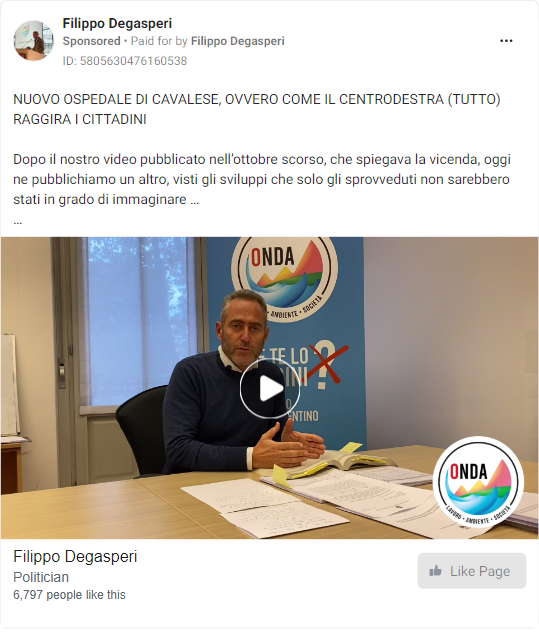 Filippo Degasperi
Sponsored • Paid for by Filippo Degasperi
ID: 5805630476160538
NUOVO OSPEDALE DI CAVALESE, OVVERO COME IL CENTRODESTRA (TUTTO)
RAGGIRA I CITTADINI
Dopo il nostro video pubblicato nell'ottobre scorso, che spiegava la vicenda, oggi
ne pubblichiamo un altro, visti gli sviluppi che solo gli sprovveduti non sarebbero
stati in grado di immaginare ...
...
ONDA
AMBIENTE • SOCIETÀ
TE LO
?
ONDA
LAVORO • AMBIENTE • SOCIETÀ
Filippo Degasperi
Politician
6,797 people like this
Like Page